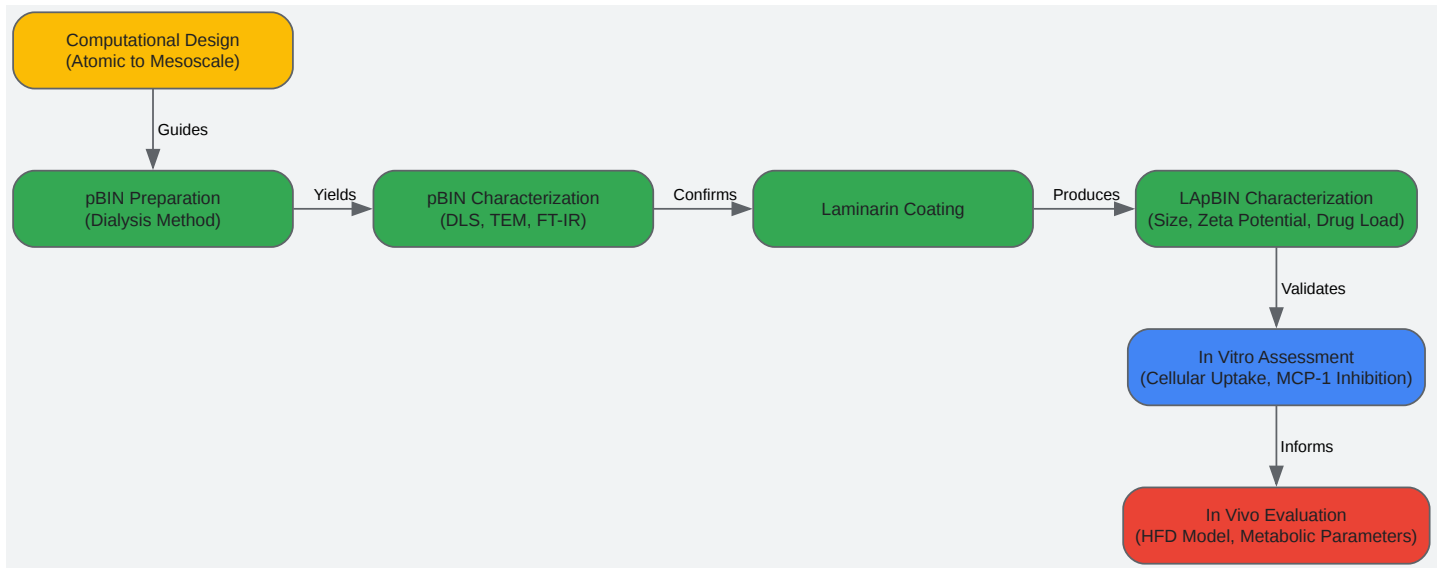 Computational Design
(Atomic to Mesoscale)
Guides
pBIN Preparation
(Dialysis Method)
Yields
pBIN Characterization
(DLS, TEM, FT-IR)
Confirms
Laminarin Coating
Produces
LApBIN Characterization
(Size, Zeta Potential, Drug Load)
Validates
In Vitro Assessment
(Cellular Uptake, MCP-1 Inhibition)
Informs
In Vivo Evaluation
(HFD Model, Metabolic Parameters)